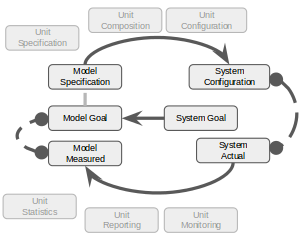 Unit
Composition
Unit
Configuration
Unit
Specification
Model
Specification
System
Configuration
Model Goal
System Goal
Model
Measured
System
Actual
Unit
Statistics
Unit
Reporting
Unit
Monitoring